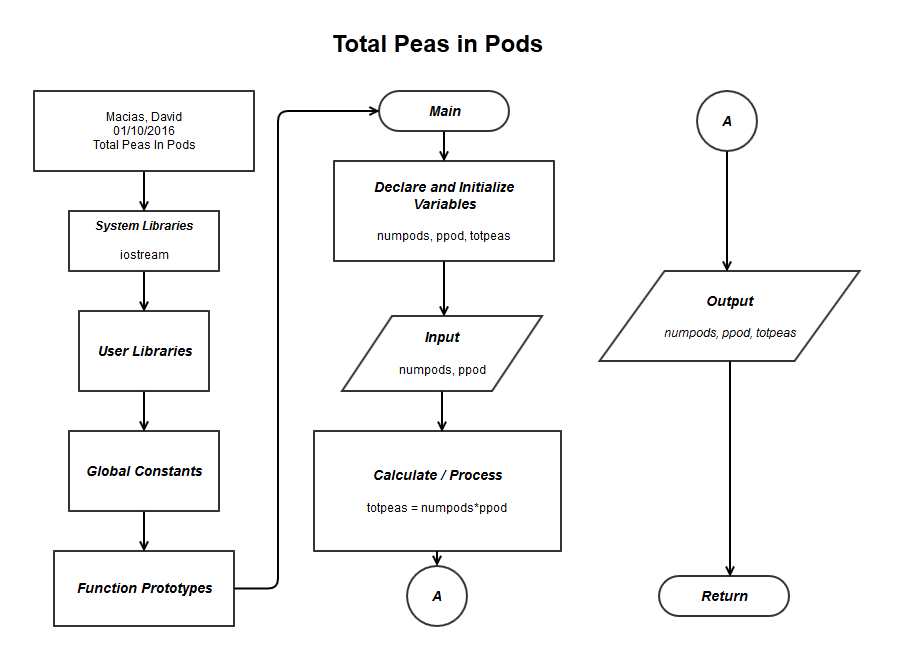 Total Peas in Pods
Macias, David
01/10/2016
Total Peas In Pods
System Libraries
iostream
User Libraries
Global Constants
Function Prototypes
Main
Declare and Initialize
Variables
numpods, ppod, totpeas
Input
numpods, ppod
Calculate / Process
totpeas = numpods*ppod
A
A
Output
numpods, ppod, totpeas
Return